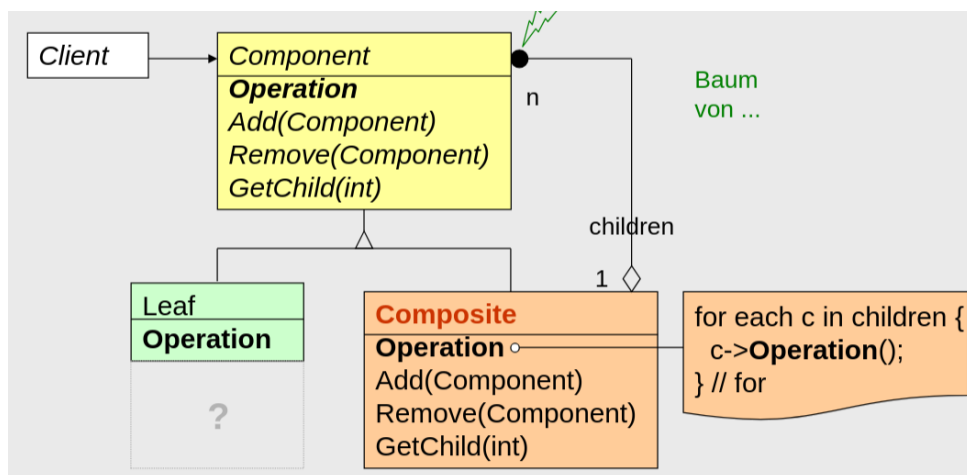 Client
Component
Operation
Add(Component)
Remove(Component)
GetChild(int)
n
Baum
von ...
children
1
Leaf
Operation
?
Composite
Operation
Add(Component)
Remove(Component)
GetChild(int)
for each c in children {
c->Operation();
} // for